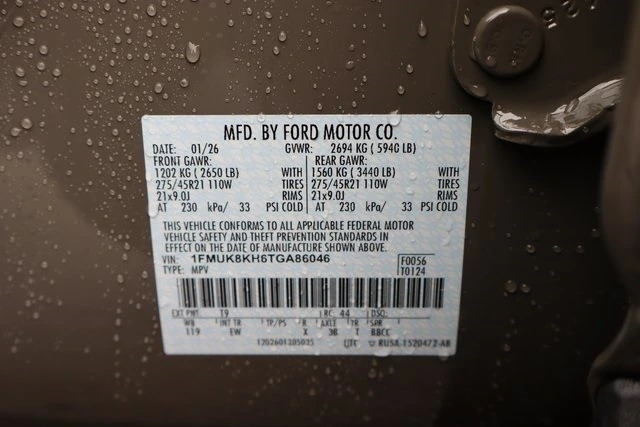 425
MFD. BY FORD MOTOR CO.
DATE: 01/26 GVWR: 2694 KG ( 5940 LB)
FRONT GAWR: REAR GAWR:
1202 KG ( 2650 LB) WITH 1560 KG ( 3440 LB) WITH
275/45R21 110W TIRES 275/45R21 110W TIRES
21x9.0J RIMS 21x9.0J RIMS
AT 230 kPa/ 33 PSI COLD AT 230 kPa/ 33 PSI COLD
THIS VEHICLE CONFORMS TO ALL APPLICABLE FEDERAL MOTOR
VEHICLE SAFETY AND THEFT PREVENTION STANDARDS IN
EFFECT ON THE DATE OF MANUFACTURE SHOWN ABOVE.
VIN: 1FMUK8KH6TGA86046 F0056
TYPE: MPV T0124
EXT PNT: T9 RC: 44 DSO:
WB INT TR TP/PS R AXLE TR SPR
119 EW X 3B T BBCC
UTC